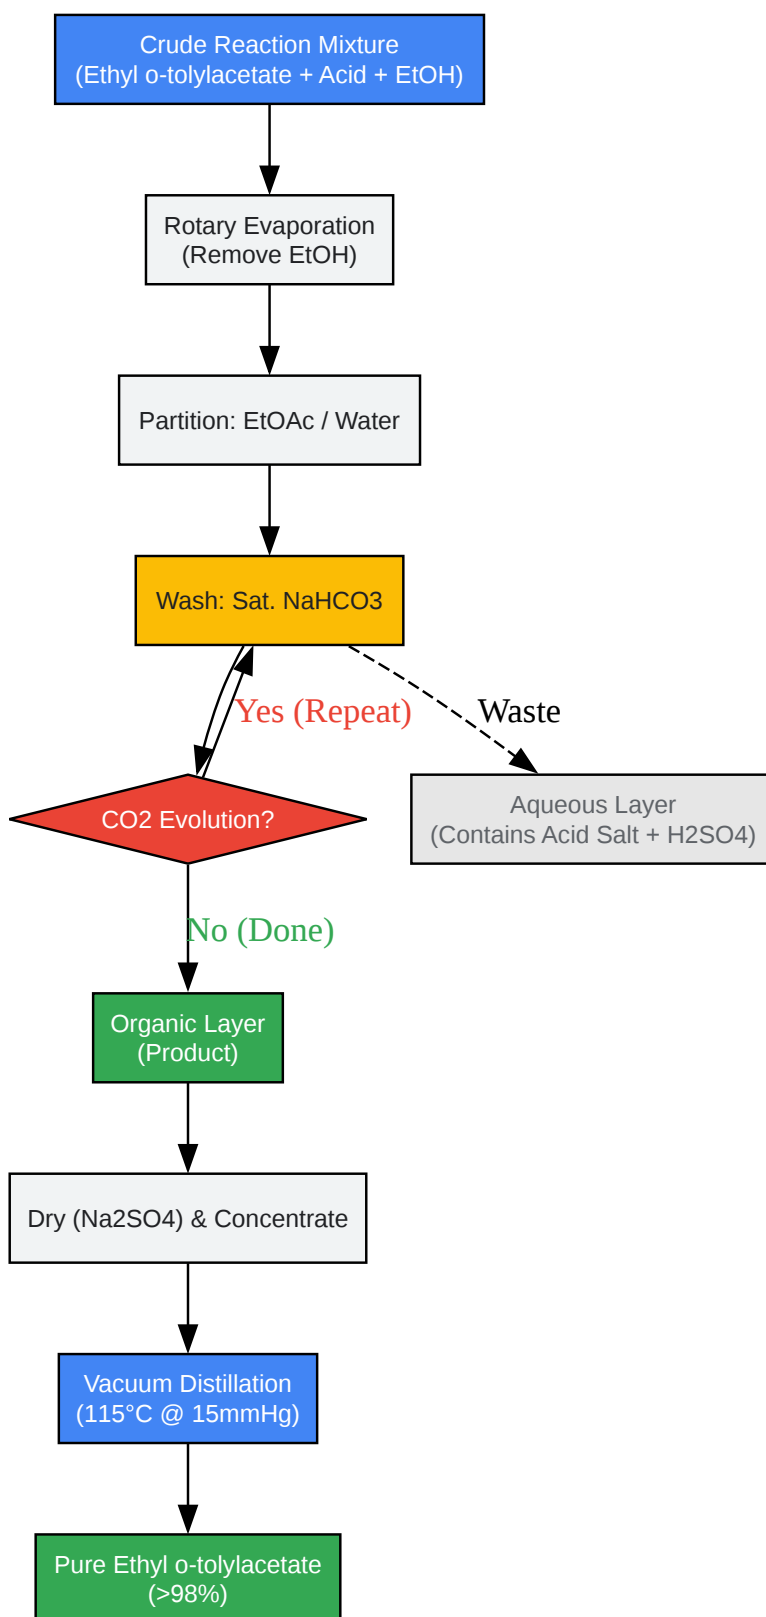 Crude Reaction Mixture
(Ethyl o-tolylacetate + Acid + EtOH)
Rotary Evaporation
(Remove EtOH)
Partition: EtOAc / Water
Wash: Sat. NaHCO3
Yes (Repeat)
Waste
CO2 Evolution?
Aqueous Layer
(Contains Acid Salt + H2SO4)
No (Done)
Organic Layer
(Product)
Dry (Na2SO4) & Concentrate
Vacuum Distillation
(115°C @ 15mmHg)
Pure Ethyl o-tolylacetate
(>98%)